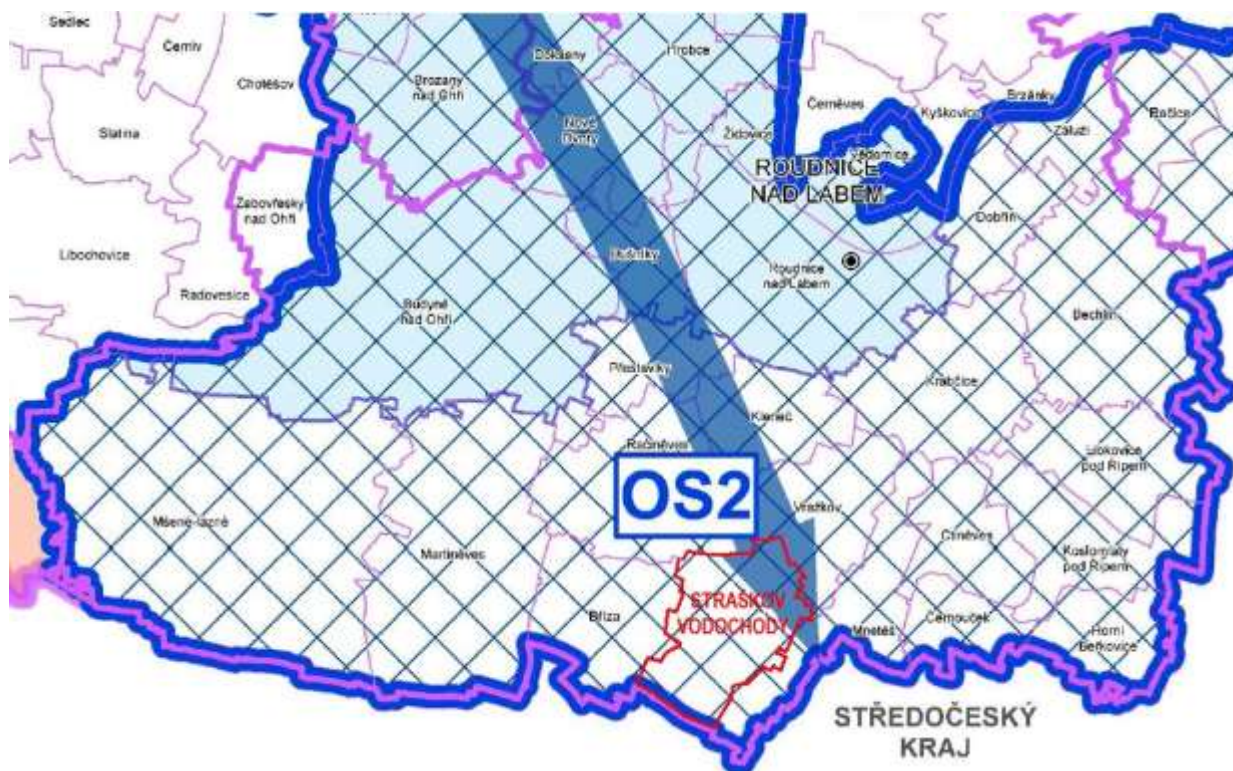 Sedlec
Černiv
Chotěšov
Slatina
Brozany
nad Ohří
Doksany
Hrobce
Nové
Dvory
Židovice
Černěves
Kyškovice
Brzánky
Záluží
Račice
Vědomice
ROUDNICE
NAD LABEM
Žabovřesky
nad Ohří
Dobříň
Libochovice
Radovesice
Dušníky
Roudnice
nad Labem
Budyně
nad Ohří
Bechlín
Přestavlky
Krabčice
Kleneč
Račiněves
Libkovice
pod Řípem
OS2
Vražkov
Mšené-lázně
Martiněves
Ctiněves
Kostomlaty
pod Řípem
STRAŠKOV
VODOCHODY
Bříza
Mnetěš
Černouček
Horní
Beřkovice
STŘEDOČESKÝ
KRAJ